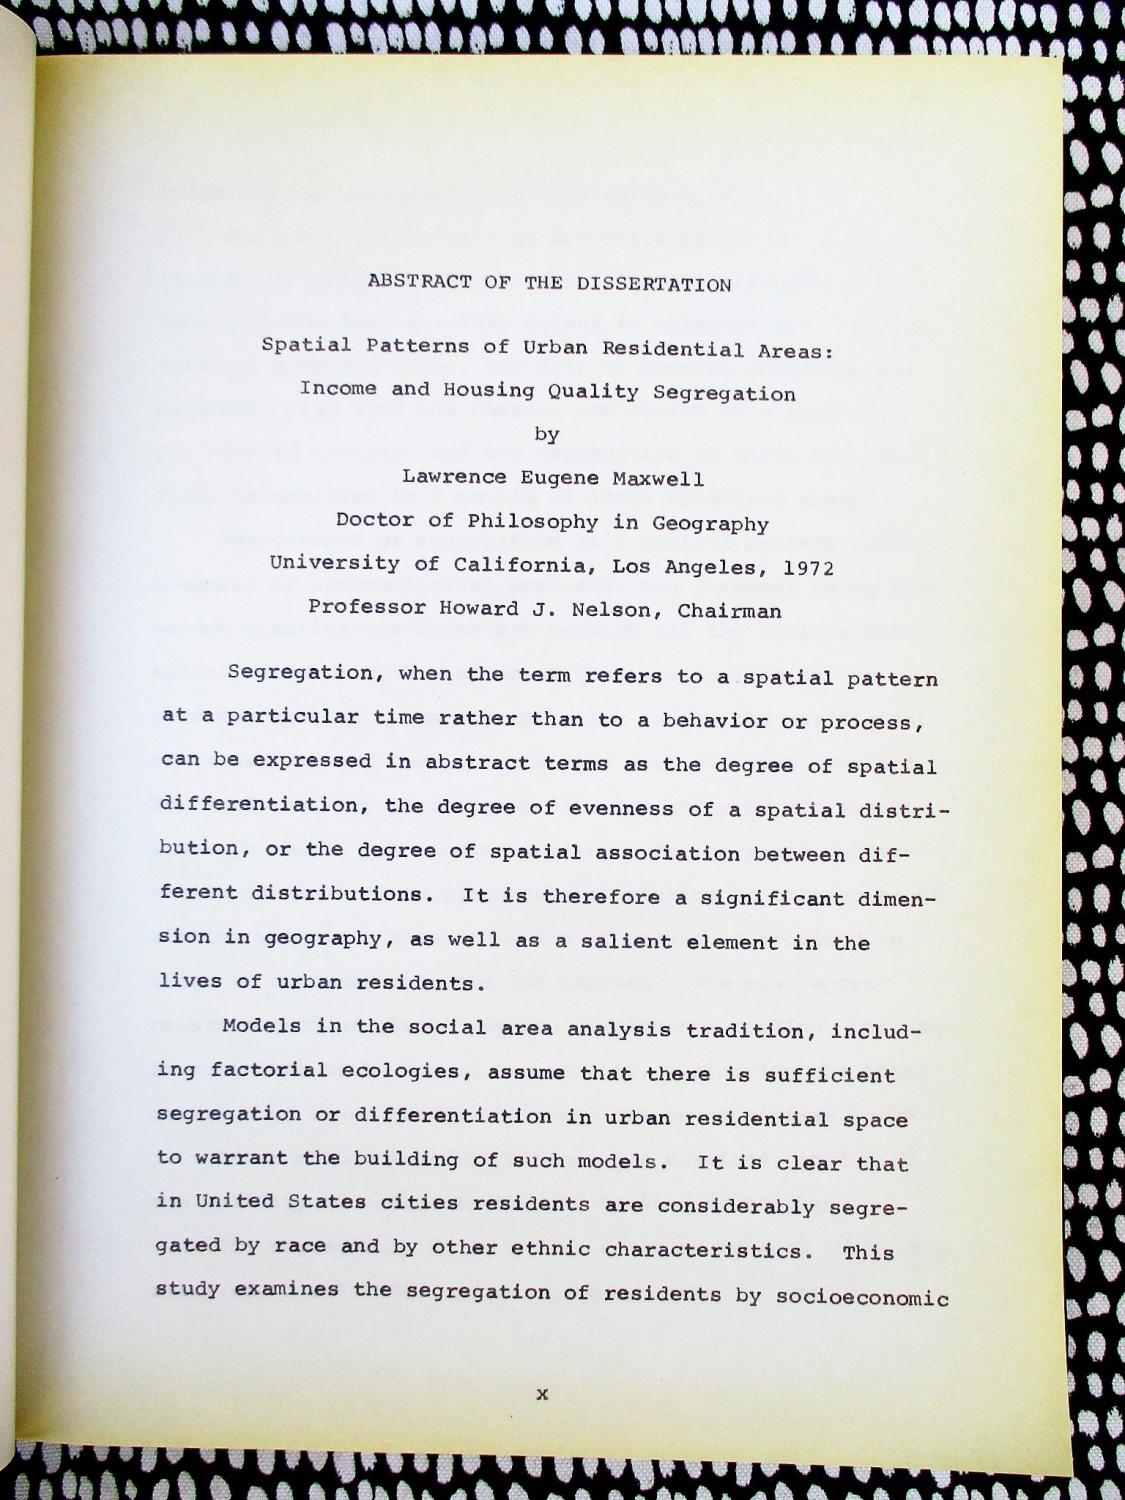 ABSTRACT OF THE DISSERTATION
Spatial Patterns of Urban Residential Areas:
Income and Housing Quality Segregation
by
Lawrence Eugene Maxwell
Doctor of Philosophy in Geography
University of California, Los Angeles, 1972
Professor Howard J. Nelson, Chairman
Segregation, when the term refers to a spatial pattern
at a particular time rather than to a behavior or process,
can be expressed in abstract terms as the degree of spatial
differentiation, the degree of evenness of a spatial distri-
bution, or the degree of spatial association between dif-
ferent distributions. It is therefore a significant dimen-
sion in geography, as well as a salient element in the
lives of urban residents.
Models in the social area analysis tradition, includ-
ing factorial ecologies, assume that there is sufficient
segregation or differentiation in urban residential space
to warrant the building of such models. It is clear that
in United States cities residents are considerably segre-
gated by race and by other ethnic characteristics. This
study examines the segregation of residents by socioeconomic
x